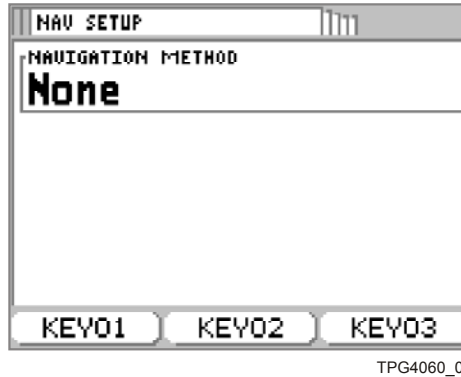 NAV SETUP
NAVIGATION METHOD
None
KEY01 KEY02 KEY03
TPG4060_0